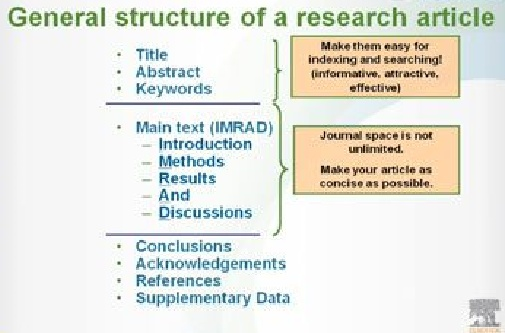 General structure of a research article
• Title
• Abstract
• Keywords
Make them easy for
indexing and searching!
(informative, attractive,
effective)
• Main text (IMRAD)
– Introduction
– Methods
– Results
– And
– Discussions
Journal space is not
unlimited.
Make your article as
concise as possible.
• Conclusions
• Acknowledgements
• References
• Supplementary Data
ELSEVIER